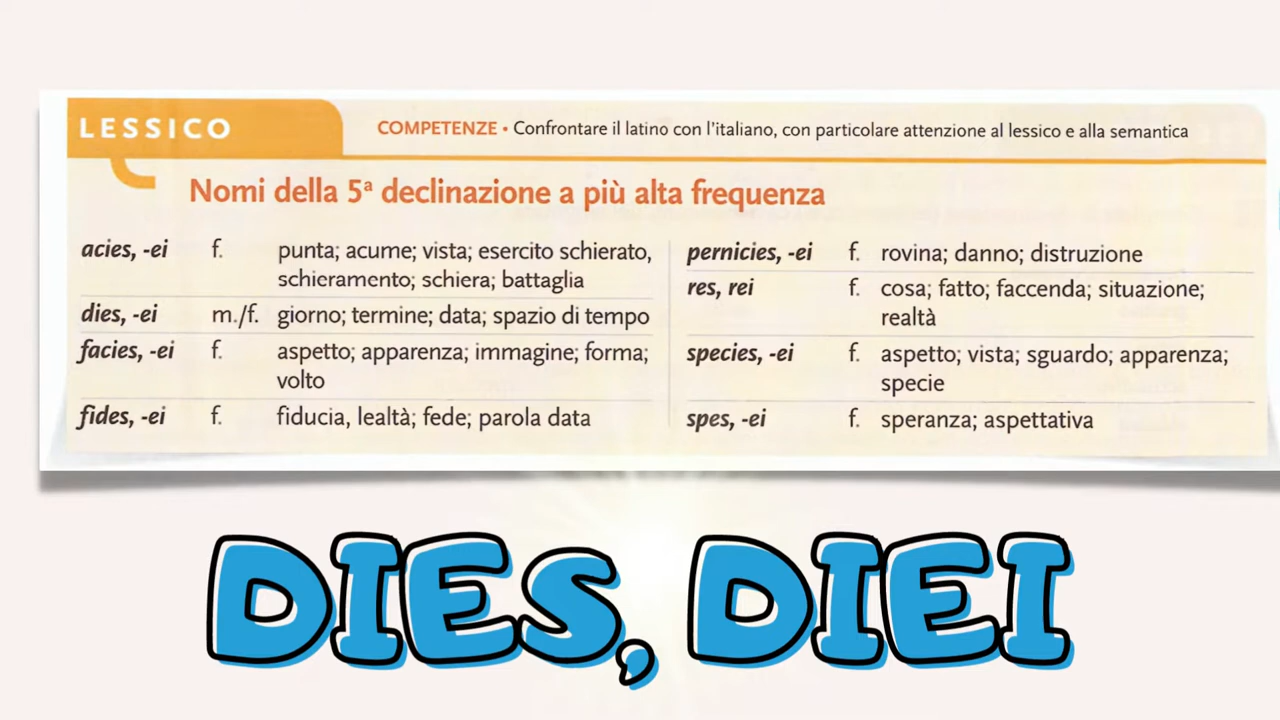 LESSICO
COMPETENZE • Confrontare il latino con l'italiano, con particolare attenzione al lessico e alla semantica
Nomi della 5ª declinazione a più alta frequenza
acies, -ei f. punta; acume; vista; esercito schierato,
schieramento; schiera; battaglia
dies, -ei m./f. giorno; termine; data; spazio di tempo
facies, -ei f. aspetto; apparenza; immagine; forma;
volto
fides, -ei f. fiducia, lealtà; fede; parola data
pernicies, -ei f. rovina; danno; distruzione
res, rei f. cosa; fatto; faccenda; situazione;
realtà
species, -ei f. aspetto; vista; sguardo; apparenza;
specie
spes, -ei f. speranza; aspettativa
DIES, DIEI